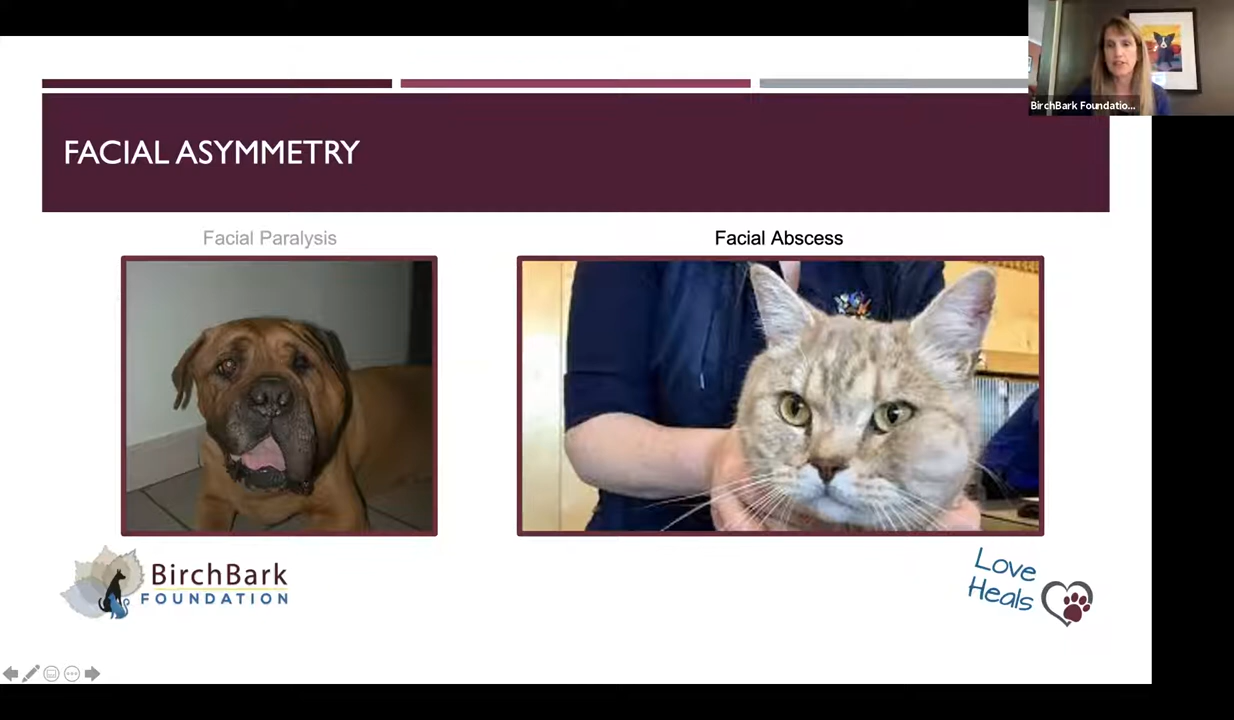 BirchBark Foundatio...
FACIAL ASYMMETRY
Facial Paralysis
Facial Abscess
BirchBark
FOUNDATION
Love
Heals